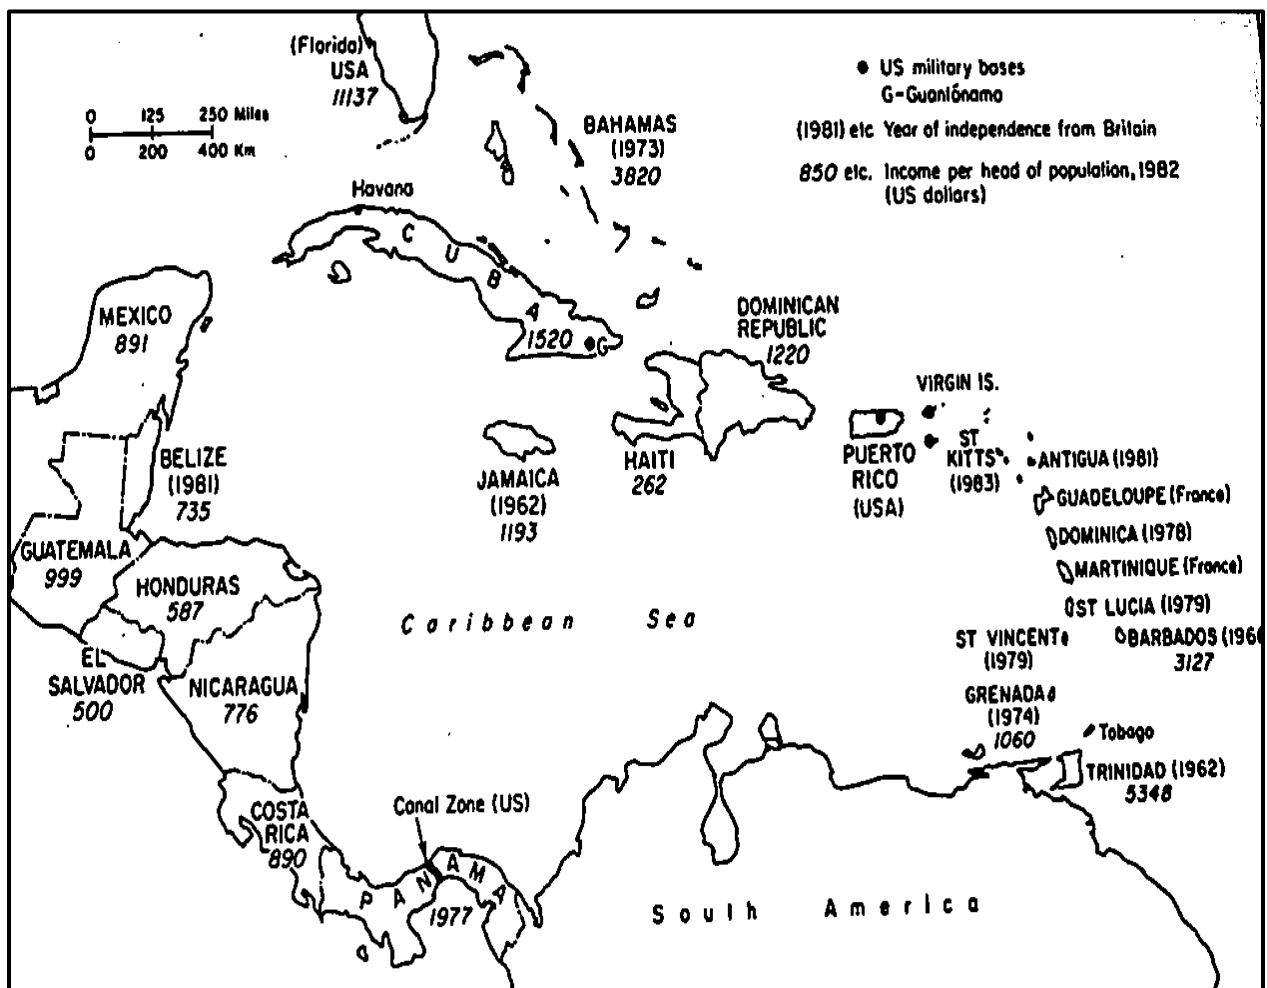 (Florida)
USA
11137
0 125 250 Miles
0 200 400 Km
US military bases
G-Guantánamo
(1981) etc Year of independence from Britain
850 etc. Income per head of population, 1982
(US dollars)
BAHAMAS
(1973)
3820
Havana
CUBA
1520
G
MEXICO
891
DOMINICAN
REPUBLIC
1220
VIRGIN IS.
BELIZE
(1981)
735
JAMAICA
(1962)
1193
HAITI
262
PUERTO
RICO
(USA)
ST
KITTS
(1983)
ANTIGUA (1981)
GUADELOUPE (France)
DOMINICA (1978)
MARTINIQUE (France)
ST LUCIA (1979)
GUATEMALA
999
HONDURAS
587
Caribbean Sea
ST VINCENT
(1979)
BARBADOS (196
3127
EL
SALVADOR
500
NICARAGUA
776
GRENADA
(1974)
1060
Tobago
TRINIDAD (1962)
5348
COSTA
RICA
890
Canal Zone (US)
PANAMA
1977
South America